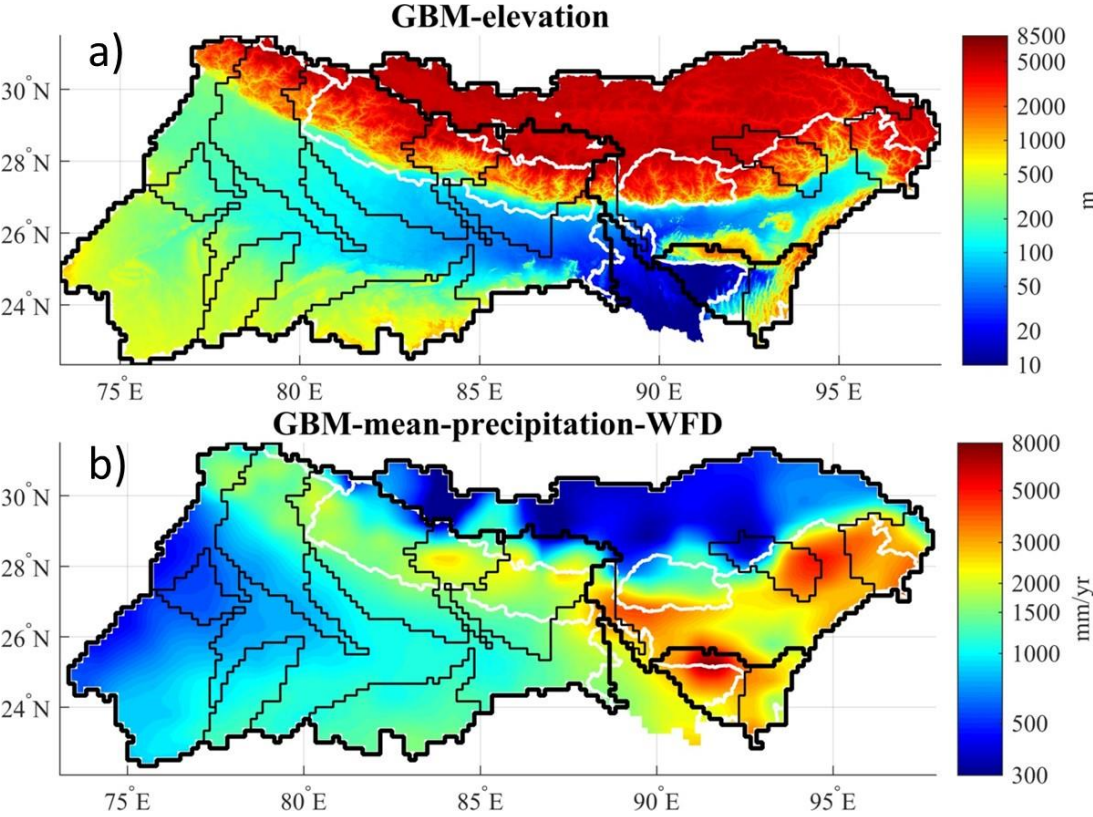 GBM-elevation
a)
30°N
28°N
26°N
24°N
75°E
80°E
85°E
90°E
95°E
8500
5000
2000
1000
500
200
100
50
20
10
m
GBM-mean-precipitation-WFD
b)
30°N
28°N
26°N
24°N
75 E
80 E
85 E
90 E
95 E
8000
5000
3000
2000
1500
1000
500
300
mm/yr